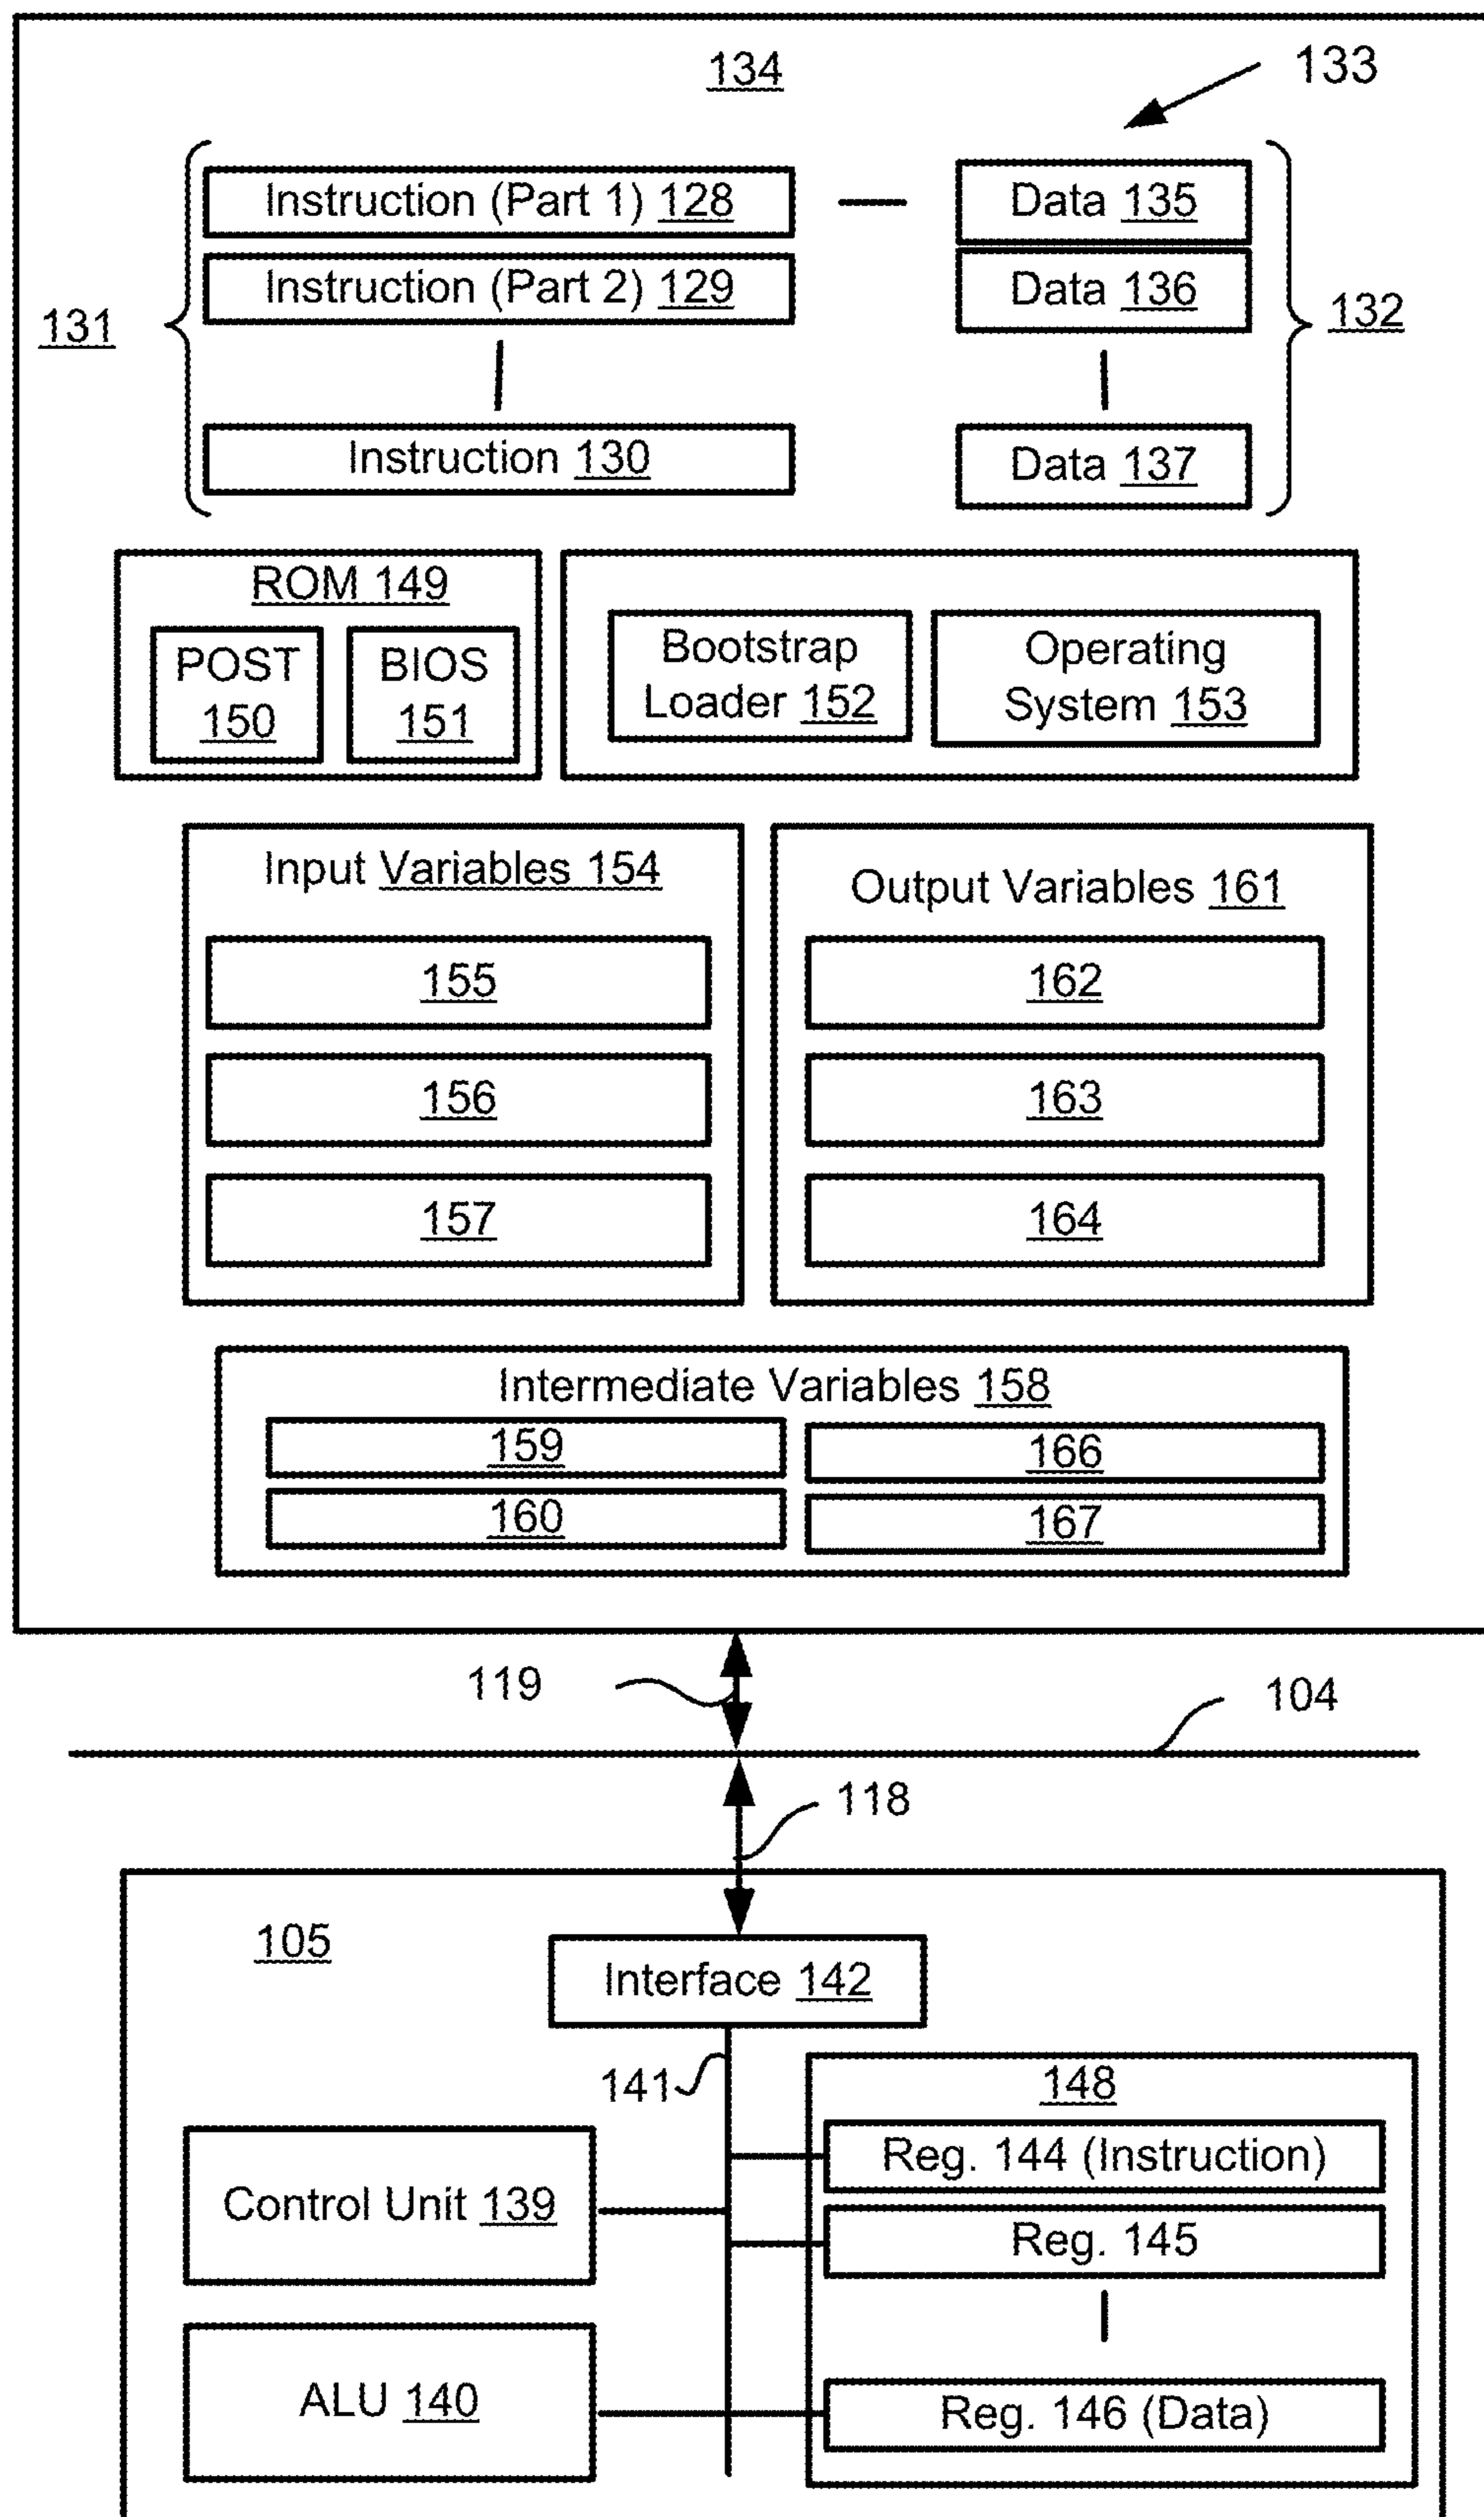 134
133
Instruction (Part 1) 128
Data 135
Instruction (Part 2) 129
Data 136
131
132
Instruction 130
Data 137
ROM 149
POST
150
BIOS
151
Bootstrap
Loader 152
Operating
System 153
Input Variables 154
155
156
157
Output Variables 161
162
163
164
Intermediate Variables 158
159
160
166
167
119
104
118
105
Interface 142
141
148
Reg. 144 (Instruction)
Control Unit 139
Reg. 145
ALU 140
Reg. 146 (Data)